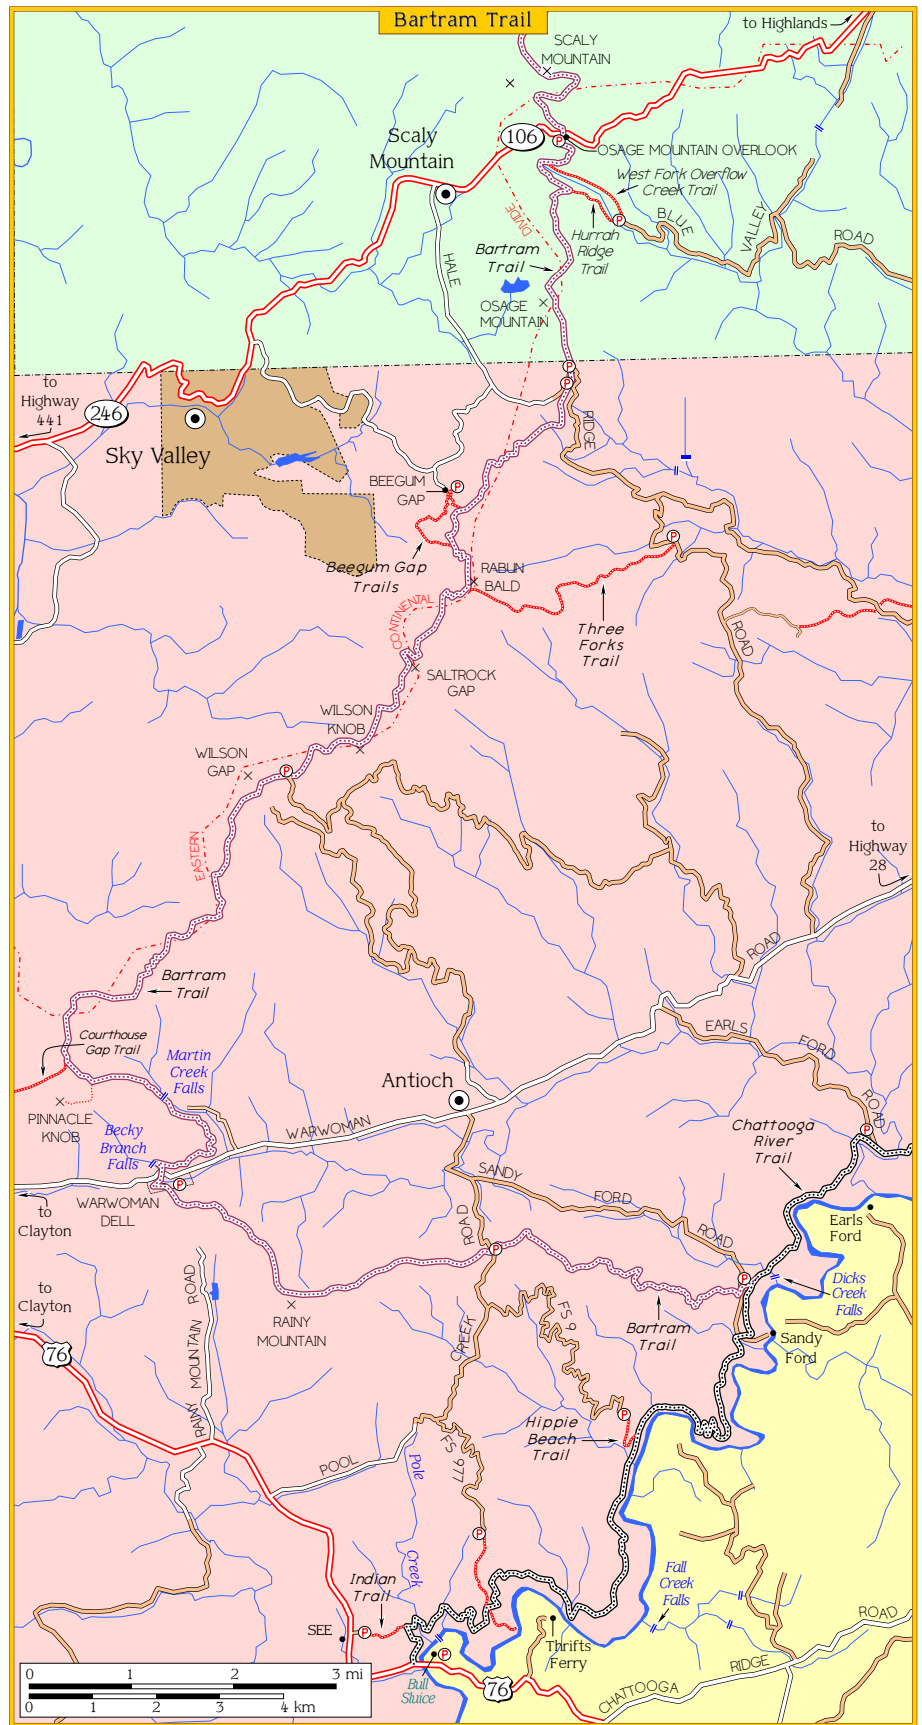 Bartram Trail
to Highlands
SCALY
MOUNTAIN
Scaly
Mountain
106
P
OSAGE MOUNTAIN OVERLOOK
West Fork Overflow
Creek Trail
P
BLUE
VALLEY
ROAD
DIVIDE
Hurrah
Ridge
Trail
Bartram
Trail
HALE
OSAGE
MOUNTAIN
P
P
to
Highway
441
246
Sky Valley
RIDGE
BEEGUM
GAP
P
P
Beegum Gap
Trails
RABUN
BALD
CONTINENTAL
Three
Forks
Trail
ROAD
SALTROCK
GAP
WILSON
KNOB
WILSON
GAP
P
EASTERN
to
Highway
28
ROAD
Bartram
Trail
Courthouse
Gap Trail
EARLS
FORD
ROAD
Martin
Creek
Falls
Antioch
PINNACLE
KNOB
Becky
Branch
Falls
WARWOMAN
Chattooga
River
Trail
P
P
WARWOMAN
DELL
SANDY
FORD
ROAD
to
Clayton
Earls
Ford
ROAD
P
P
Dicks
Creek
Falls
to
Clayton
76
RAINY MOUNTAIN ROAD
RAINY
MOUNTAIN
FS 9
Bartram
Trail
Sandy
Ford
CREEK
P
Hippie
Beach
Trail
FS 977
POOL
Pole
Creek
P
Fall
Creek
Falls
Indian
Trail
SEE
P
Thrifts
Ferry
P
Bull
Sluice
76
CHATTOOGA
RIDGE
ROAD
0 1 2 3 mi
0 1 2 3 4 km